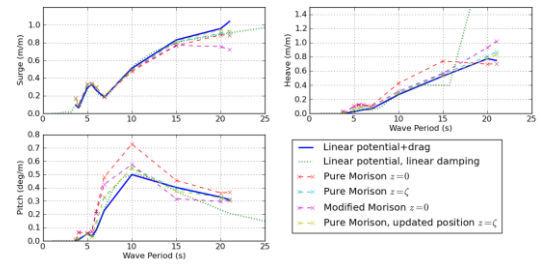 Surge (m/m)
1.0
0.8
0.6
0.4
0.2
0.0
0 5 10 15 20 25
Wave Period (s)
Heave (m/m)
1.4
1.2
1.0
0.8
0.6
0.4
0.2
0.0
0 5 10 15 20 25
Wave Period (s)
Pitch (deg/m)
0.8
0.7
0.6
0.5
0.4
0.3
0.2
0.1
0.0
0 5 10 15 20 25
Wave Period (s)
Linear potential+drag
Linear potential, linear damping
Pure Morison z=0
Pure Morison z=ζ
Modified Morison z=0
Pure Morison, updated position z=ζ